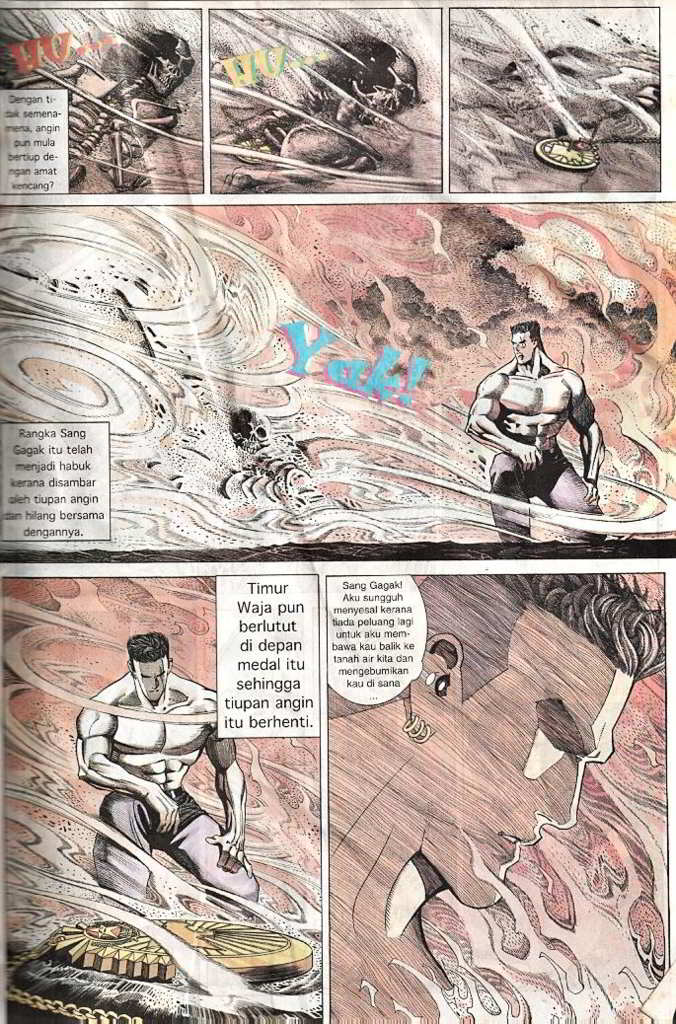 UU...
UU...
Dengan ti-
dak semena-
mena, angin
pun mula
bertiup de-
ngan amat
kencang?
Yak!
Rangka Sang
Gagak itu telah
menjadi habuk
kerana disambar
oleh tiupan angin
dan hilang bersama
dengannya.
Timur
Waja pun
berlutut
di depan
medal itu
sehingga
tiupan angin
itu berhenti.
Sang Gagak!
Aku sungguh
menyesal kerana
tiada peluang lagi
untuk aku mem-
bawa kau balik ke
tanah air kita dan
mengebumikan
kau di sana
...